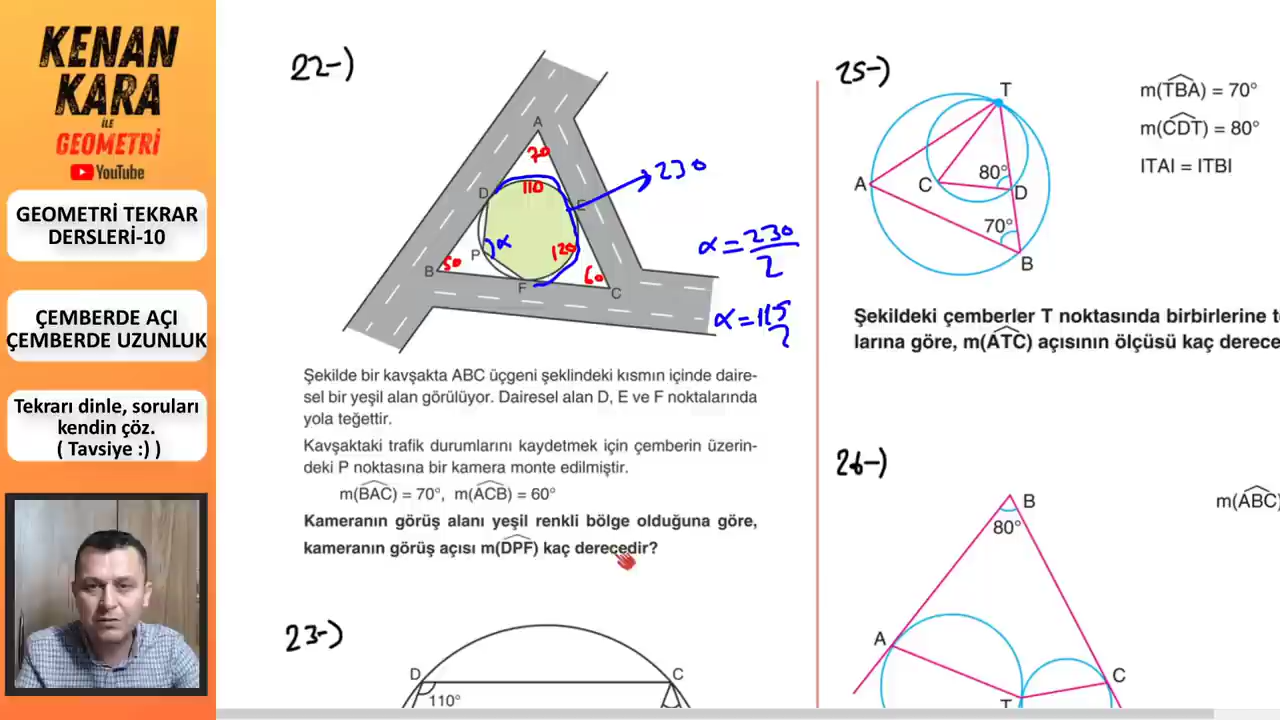 KENAN
KARA
İLE
GEOMETRİ
YouTube
GEOMETRİ TEKRAR
DERSLERİ-10
ÇEMBERDE AÇI
ÇEMBERDE UZUNLUK
Tekrarı dinle, soruları
kendin çöz.
( Tavsiye :) )
22-)
A
70
D
110
E
230
P
α
120
B
50
F
60
C
α = 230/2
α = 115
Şekilde bir kavşakta ABC üçgeni şeklindeki kısmın içinde daire-
sel bir yeşil alan görülüyor. Dairesel alan D, E ve F noktalarında
yola teğettir.
Kavşaktaki trafik durumlarını kaydetmek için çemberin üzerin-
deki P noktasına bir kamera monte edilmiştir.
m(BAC) = 70°, m(ACB) = 60°
Kameranın görüş alanı yeşil renkli bölge olduğuna göre,
kameranın görüş açısı m(DPF) kaç derecedir?
23-)
D
C
110°
25-)
T
A
C
80°
D
70°
B
m(TBA) = 70°
m(CDT) = 80°
ITAI = ITBI
Şekildeki çemberler T noktasında birbirlerine te
larına göre, m(ATC) açısının ölçüsü kaç derece
26-)
B
80°
m(ABC)
A
C
T